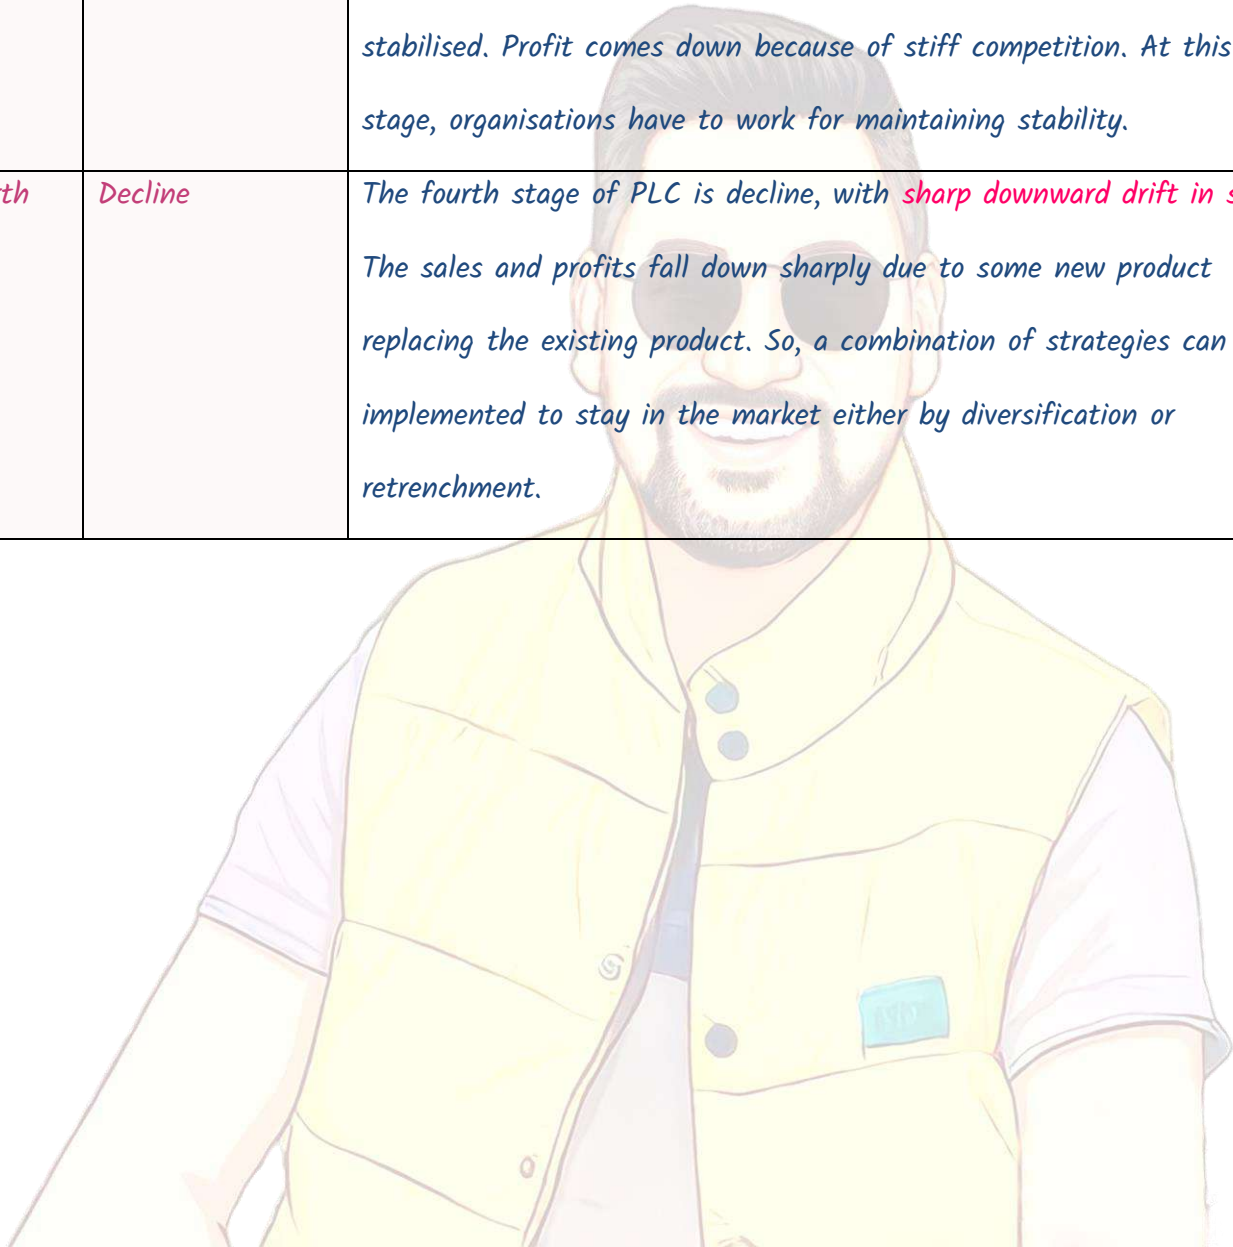 stabilised. Profit comes down because of stiff competition. At this
stage, organisations have to work for maintaining stability.
th
Decline
The fourth stage of PLC is decline, with sharp downward drift in s
The sales and profits fall down sharply due to some new product
replacing the existing product. So, a combination of strategies can
implemented to stay in the market either by diversification or
retrenchment.